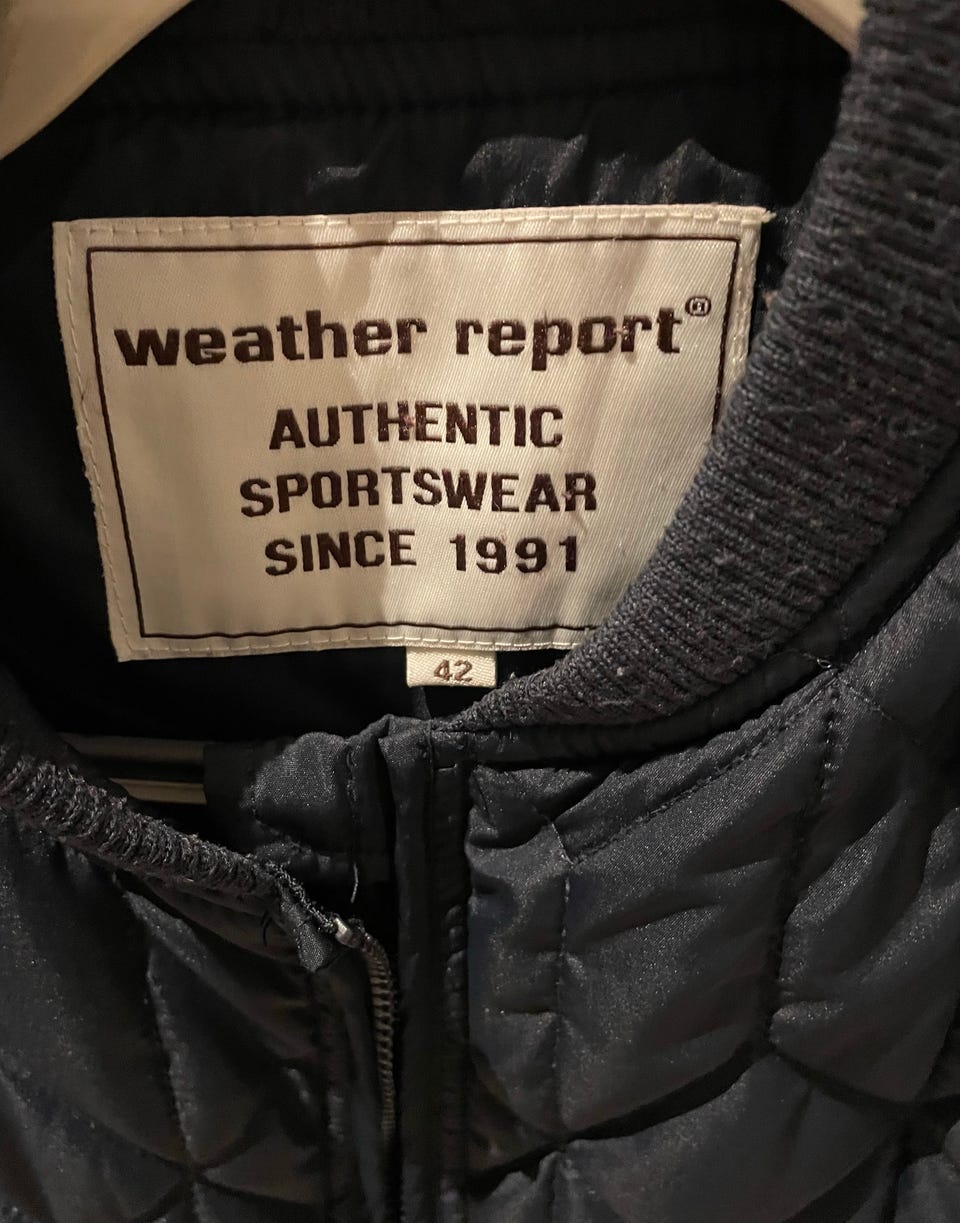 weather report®
AUTHENTIC
SPORTSWEAR
SINCE 1991
42